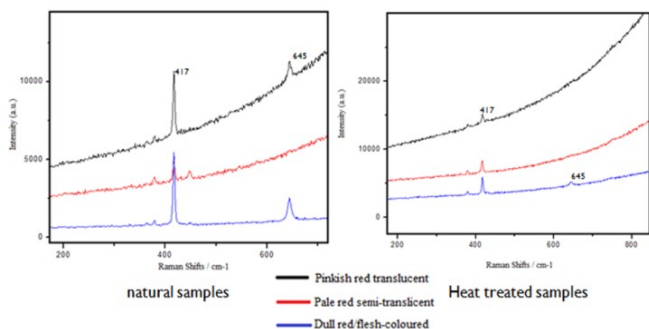 417
645
10000
5000
0
Intensity (a.u.)
200
400
600
Raman Shifts / cm-1
natural samples
417
645
30000
20000
10000
0
Intensity (a.u.)
200
400
600
800
Raman Shifts / cm-1
Heat treated samples
Pinkish red translucent
Pale red semi-translicent
Dull red/flesh-coloured